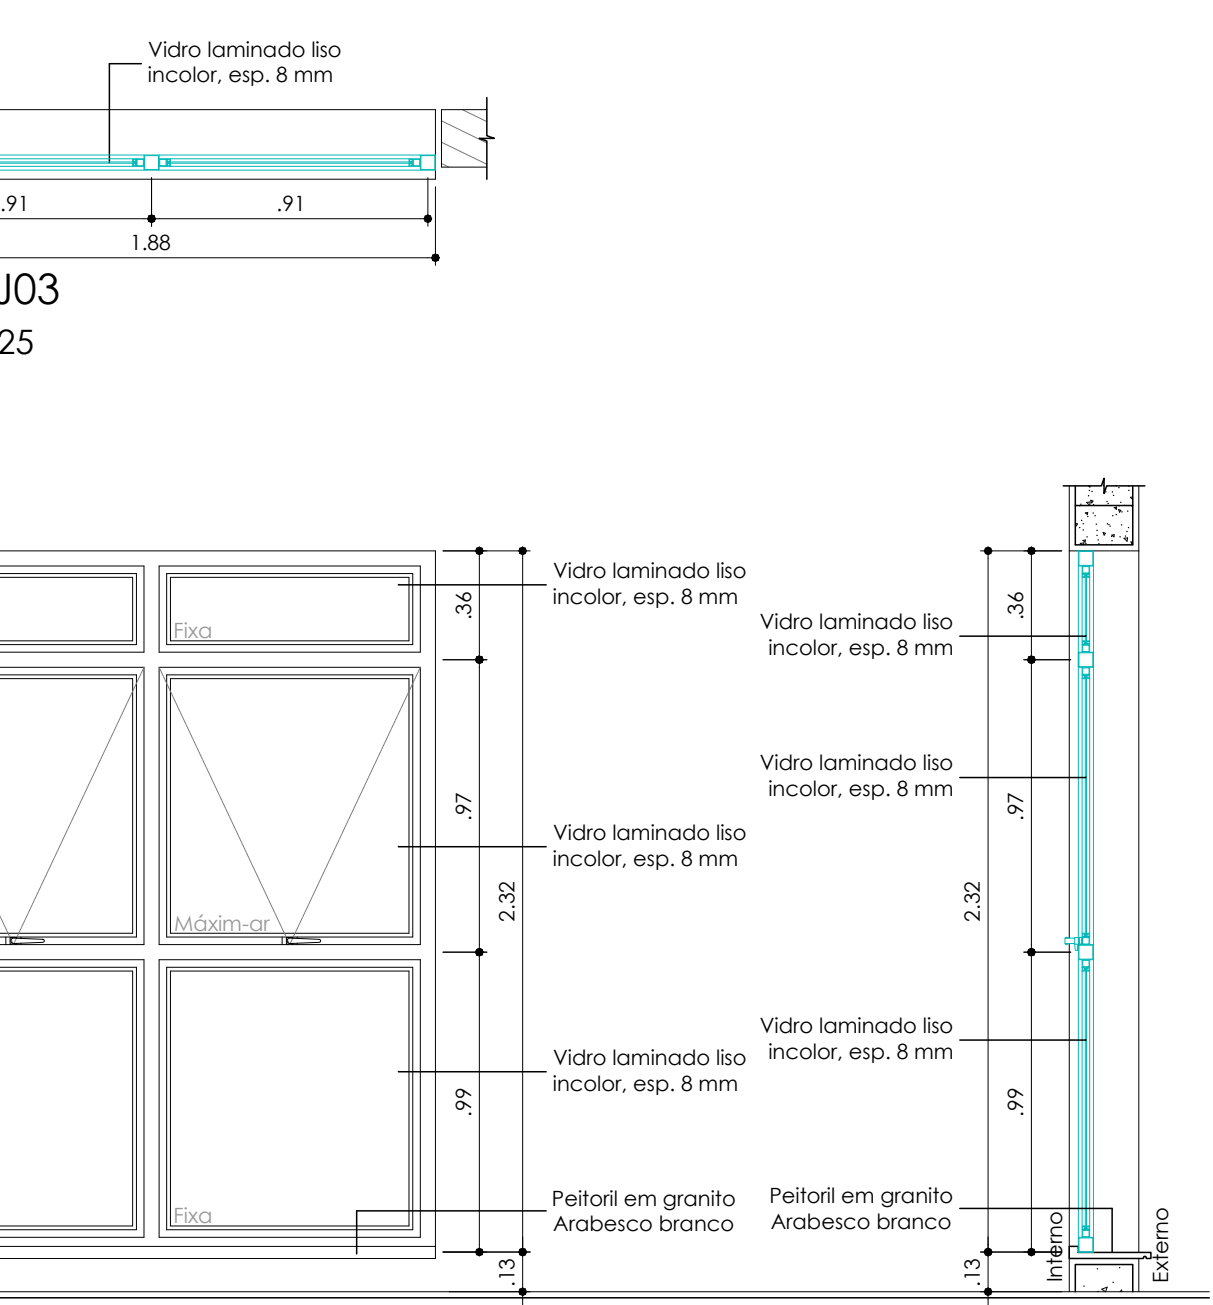 Vidro laminado liso
incolor, esp. 8 mm
.91
.91
1.88
J03
25
Vidro laminado liso
incolor, esp. 8 mm
.36
Fixa
Vidro laminado liso
incolor, esp. 8 mm
.97
Máxim-ar
2.32
Vidro laminado liso
incolor, esp. 8 mm
.99
Fixa
Peitoril em granito
Arabesco branco
.13
.36
Vidro laminado liso
incolor, esp. 8 mm
Vidro laminado liso
incolor, esp. 8 mm
.97
2.32
Vidro laminado liso
incolor, esp. 8 mm
.99
Peitoril em granito
Arabesco branco
.13
Interno
Externo